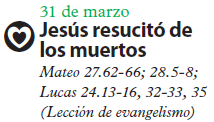 31 de marzo
Jesús resucitó de
los muertos
Mateo 27.62-66; 28.5-8;
Lucas 24.13-16, 32-33, 35
(Lección de evangelismo)